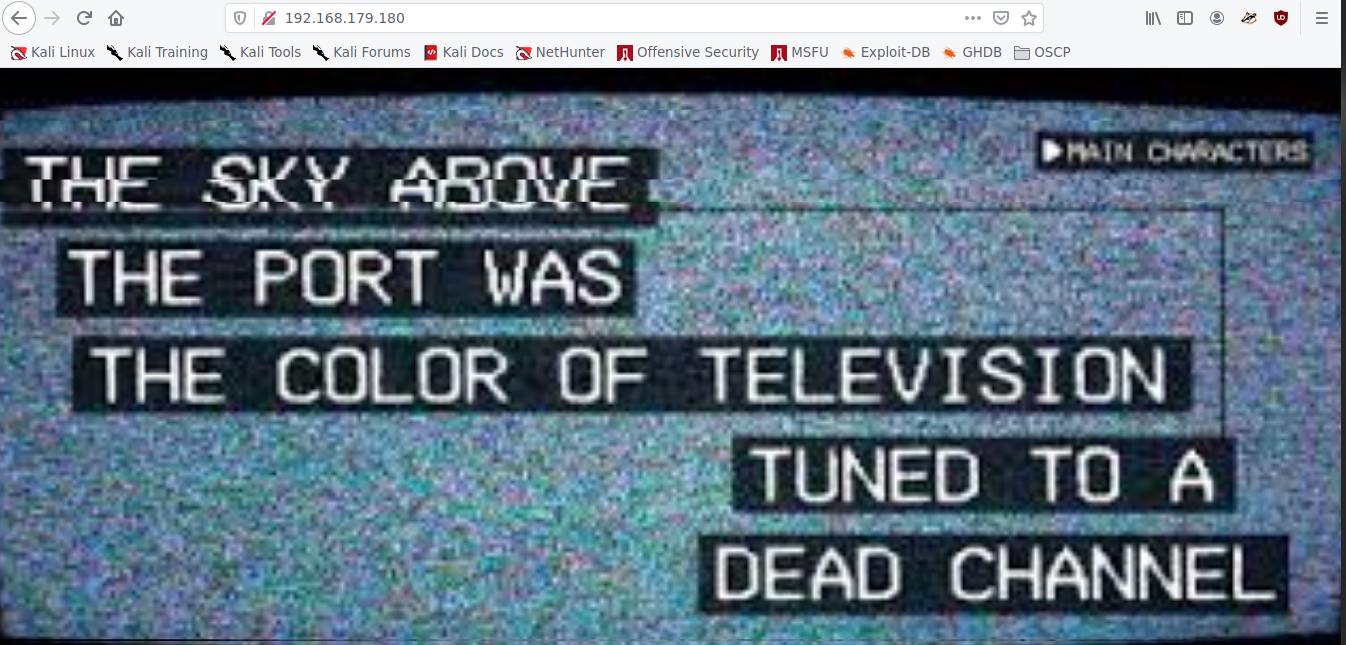 192.168.179.180
Kali Linux Kali Training Kali Tools Kali Forums Kali Docs NetHunter Offensive Security MSFU Exploit-DB GHDB OSCP
MAIN CHARACTERS
THE SKY ABOVE
THE PORT WAS
THE COLOR OF TELEVISION
TUNED TO A
DEAD CHANNEL